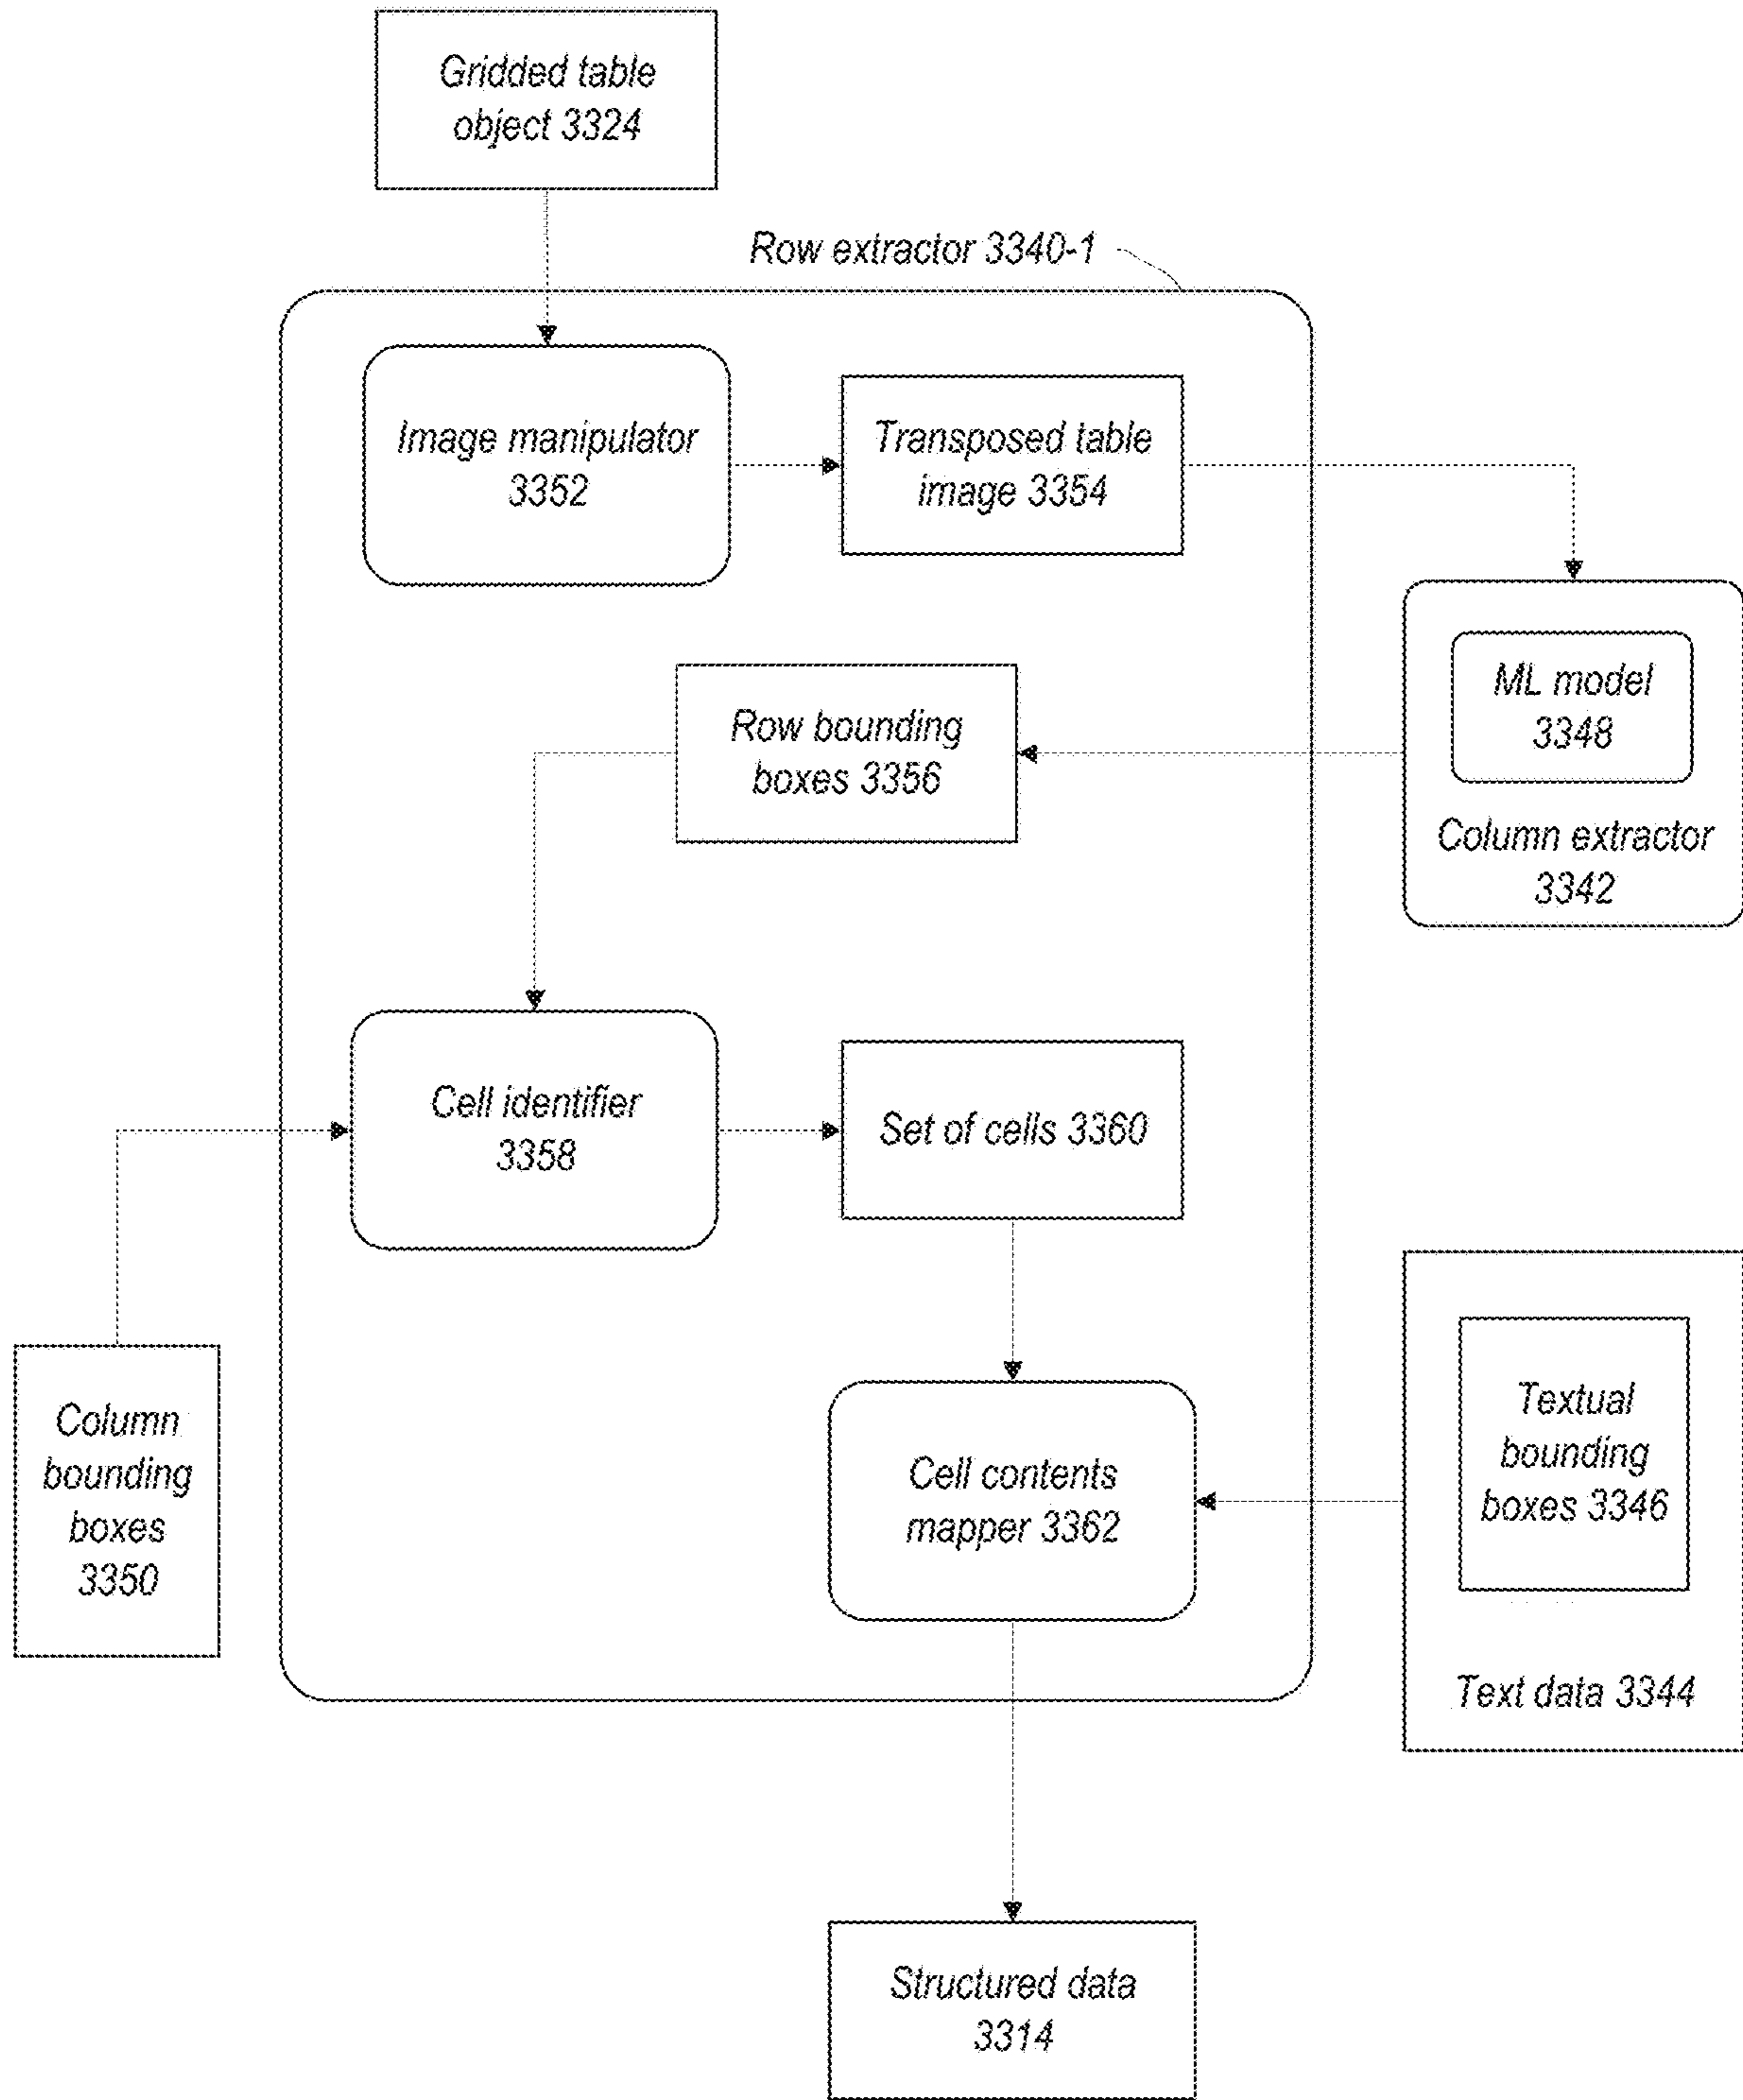 Gridded table
object 3324
Row extractor 3340-1
Image manipulator
3352
Transposed table
image 3354
ML model
3348
Column extractor
3342
Row bounding
boxes 3356
Cell identifier
3358
Set of cells 3360
Column
bounding
boxes
3350
Cell contents
mapper 3362
Textual
bounding
boxes 3346
Text data 3344
Structured data
3314